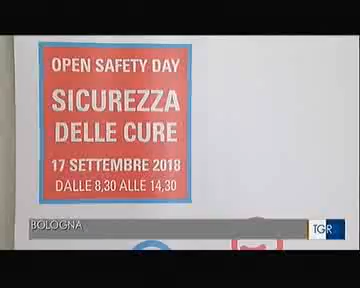 OPEN SAFETY DAY
SICUREZZA
DELLE CURE
17 SETTEMBRE 2018
DALLE 8,30 ALLE 14,30
BOLOGNA
TGR